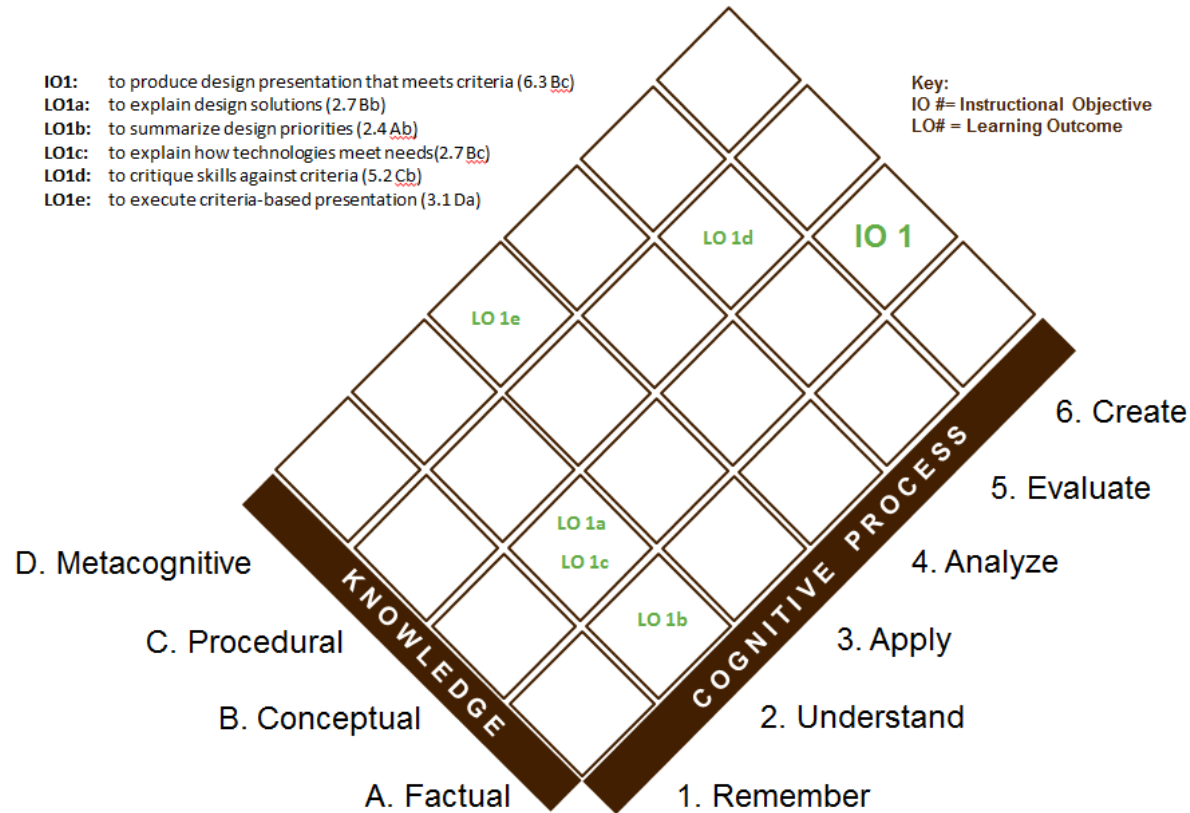 IO1: to produce design presentation that meets criteria (6.3 Bc)
LO1a: to explain design solutions (2.7 Bb)
LO1b: to summarize design priorities (2.4 Ab)
LO1c: to explain how technologies meet needs(2.7 Bc)
LO1d: to critique skills against criteria (5.2 Cb)
LO1e: to execute criteria-based presentation (3.1 Da)
Key:
IO #= Instructional Objective
LO# = Learning Outcome
LO 1d
IO 1
LO 1e
LO 1a
LO 1c
LO 1b
KNOWLEDGE
COGNITIVE PROCESS
D. Metacognitive
C. Procedural
B. Conceptual
A. Factual
6. Create
5. Evaluate
4. Analyze
3. Apply
2. Understand
1. Remember